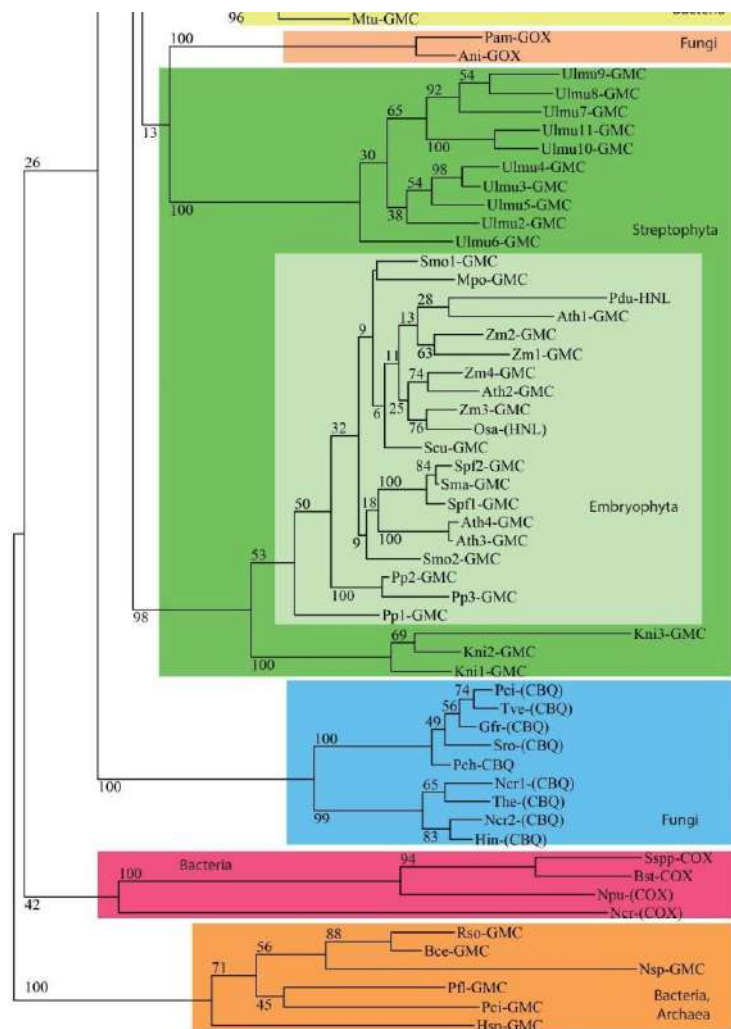 Bacteria
96
Mtu-GMC
Pam-GOX
100
Fungi
Ani-GOX
54 Ulmu9-GMC
92
Ulmu8-GMC
65
Ulmu7-GMC
13
Ulmu11-GMC
100
Ulmu10-GMC
26
30
98 Ulmu4-GMC
54
Ulmu3-GMC
100
38
Ulmu5-GMC
Ulmu2-GMC
Streptophyta
Ulmu6-GMC
Smo1-GMC
Mpo-GMC
28
Pdu-HNL
13
Ath1-GMC
9
Zm2-GMC
11
63
Zm1-GMC
74 Zm4-GMC
Ath2-GMC
6
25
Zm3-GMC
76
Osa-(HNL)
32
Scu-GMC
84 Spf2-GMC
100
Sma-GMC
50
18
Spf1-GMC
Embryophyta
Ath4-GMC
100
Ath3-GMC
9
53
Smo2-GMC
Pp2-GMC
100
Pp3-GMC
98
Pp1-GMC
69
Kni3-GMC
Kni2-GMC
100
Kni1-GMC
74 Pci-(CBQ)
56
Tve-(CBQ)
49
Gfr-(CBQ)
100
Sro-(CBQ)
Pch-CBQ
100
65 Ncr1-(CBQ)
The-(CBQ)
99
Ncr2-(CBQ)
Fungi
83
Hin-(CBQ)
Bacteria
94
Sspp-COX
100
Bst-COX
Npu-(COX)
42
Ncr-(COX)
88
Rso-GMC
56
Bce-GMC
71
Nsp-GMC
100
Pfl-GMC
45
Pci-GMC
Bacteria,
Archaea
Hsp-GMC